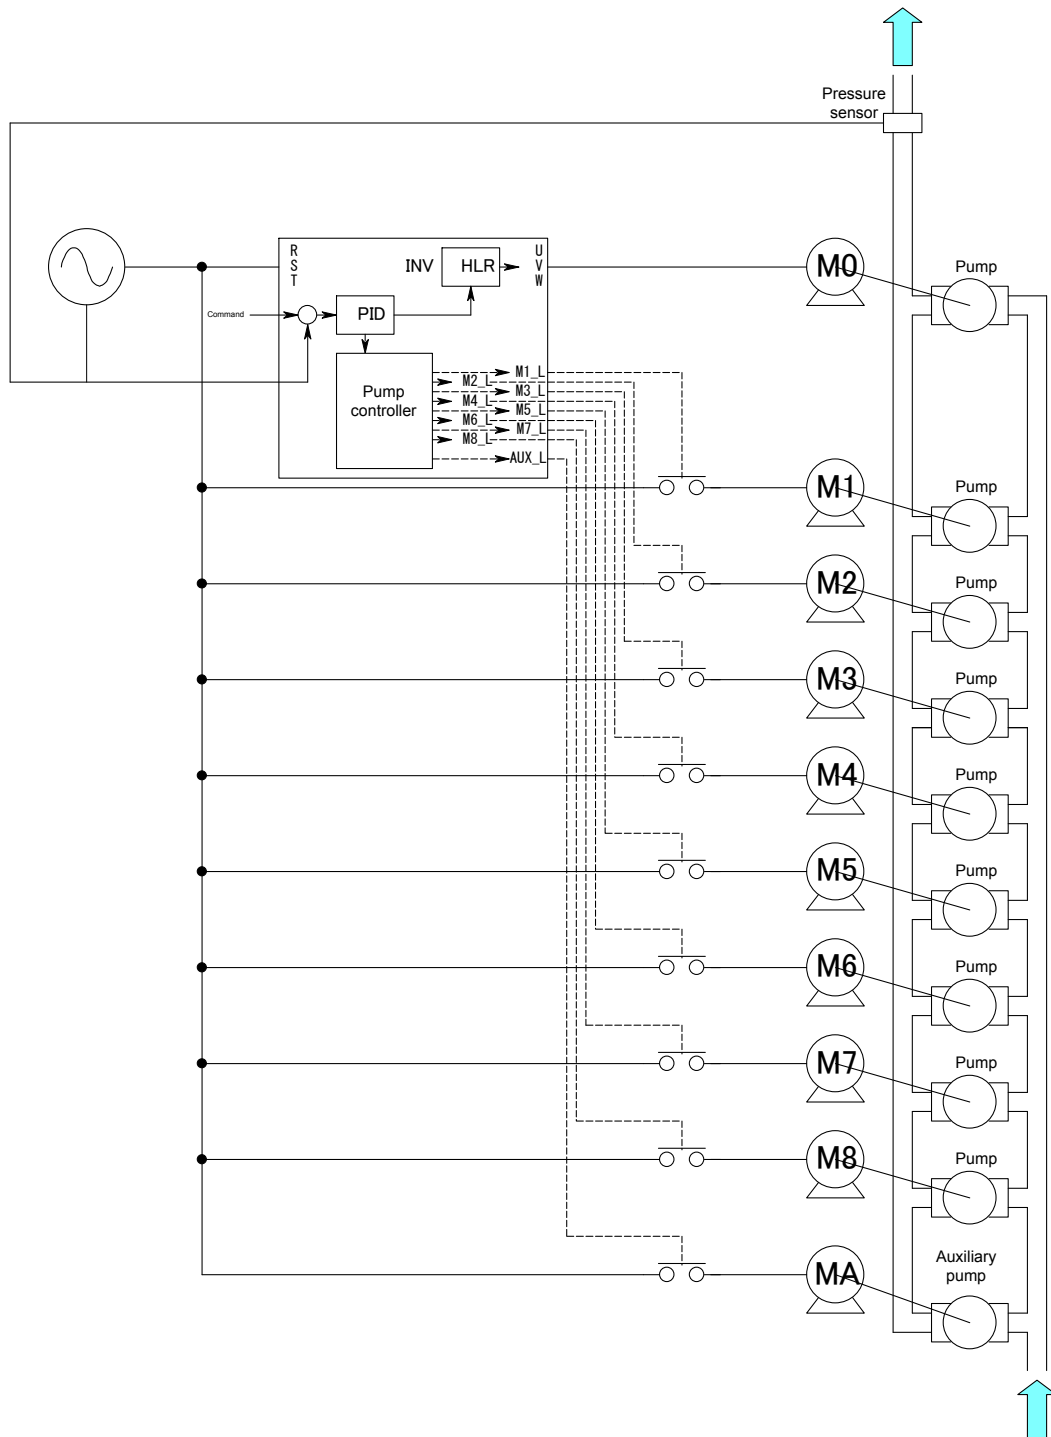 Pressure
sensor
R
S
T
INV
HLR
U
V
W
M0
Pump
Command
PID
Pump
controller
M1_L
M2_L
M3_L
M4_L
M5_L
M6_L
M7_L
M8_L
AUX_L
M1
Pump
M2
Pump
M3
Pump
M4
Pump
M5
Pump
M6
Pump
M7
Pump
M8
Pump
MA
Auxiliary
pump